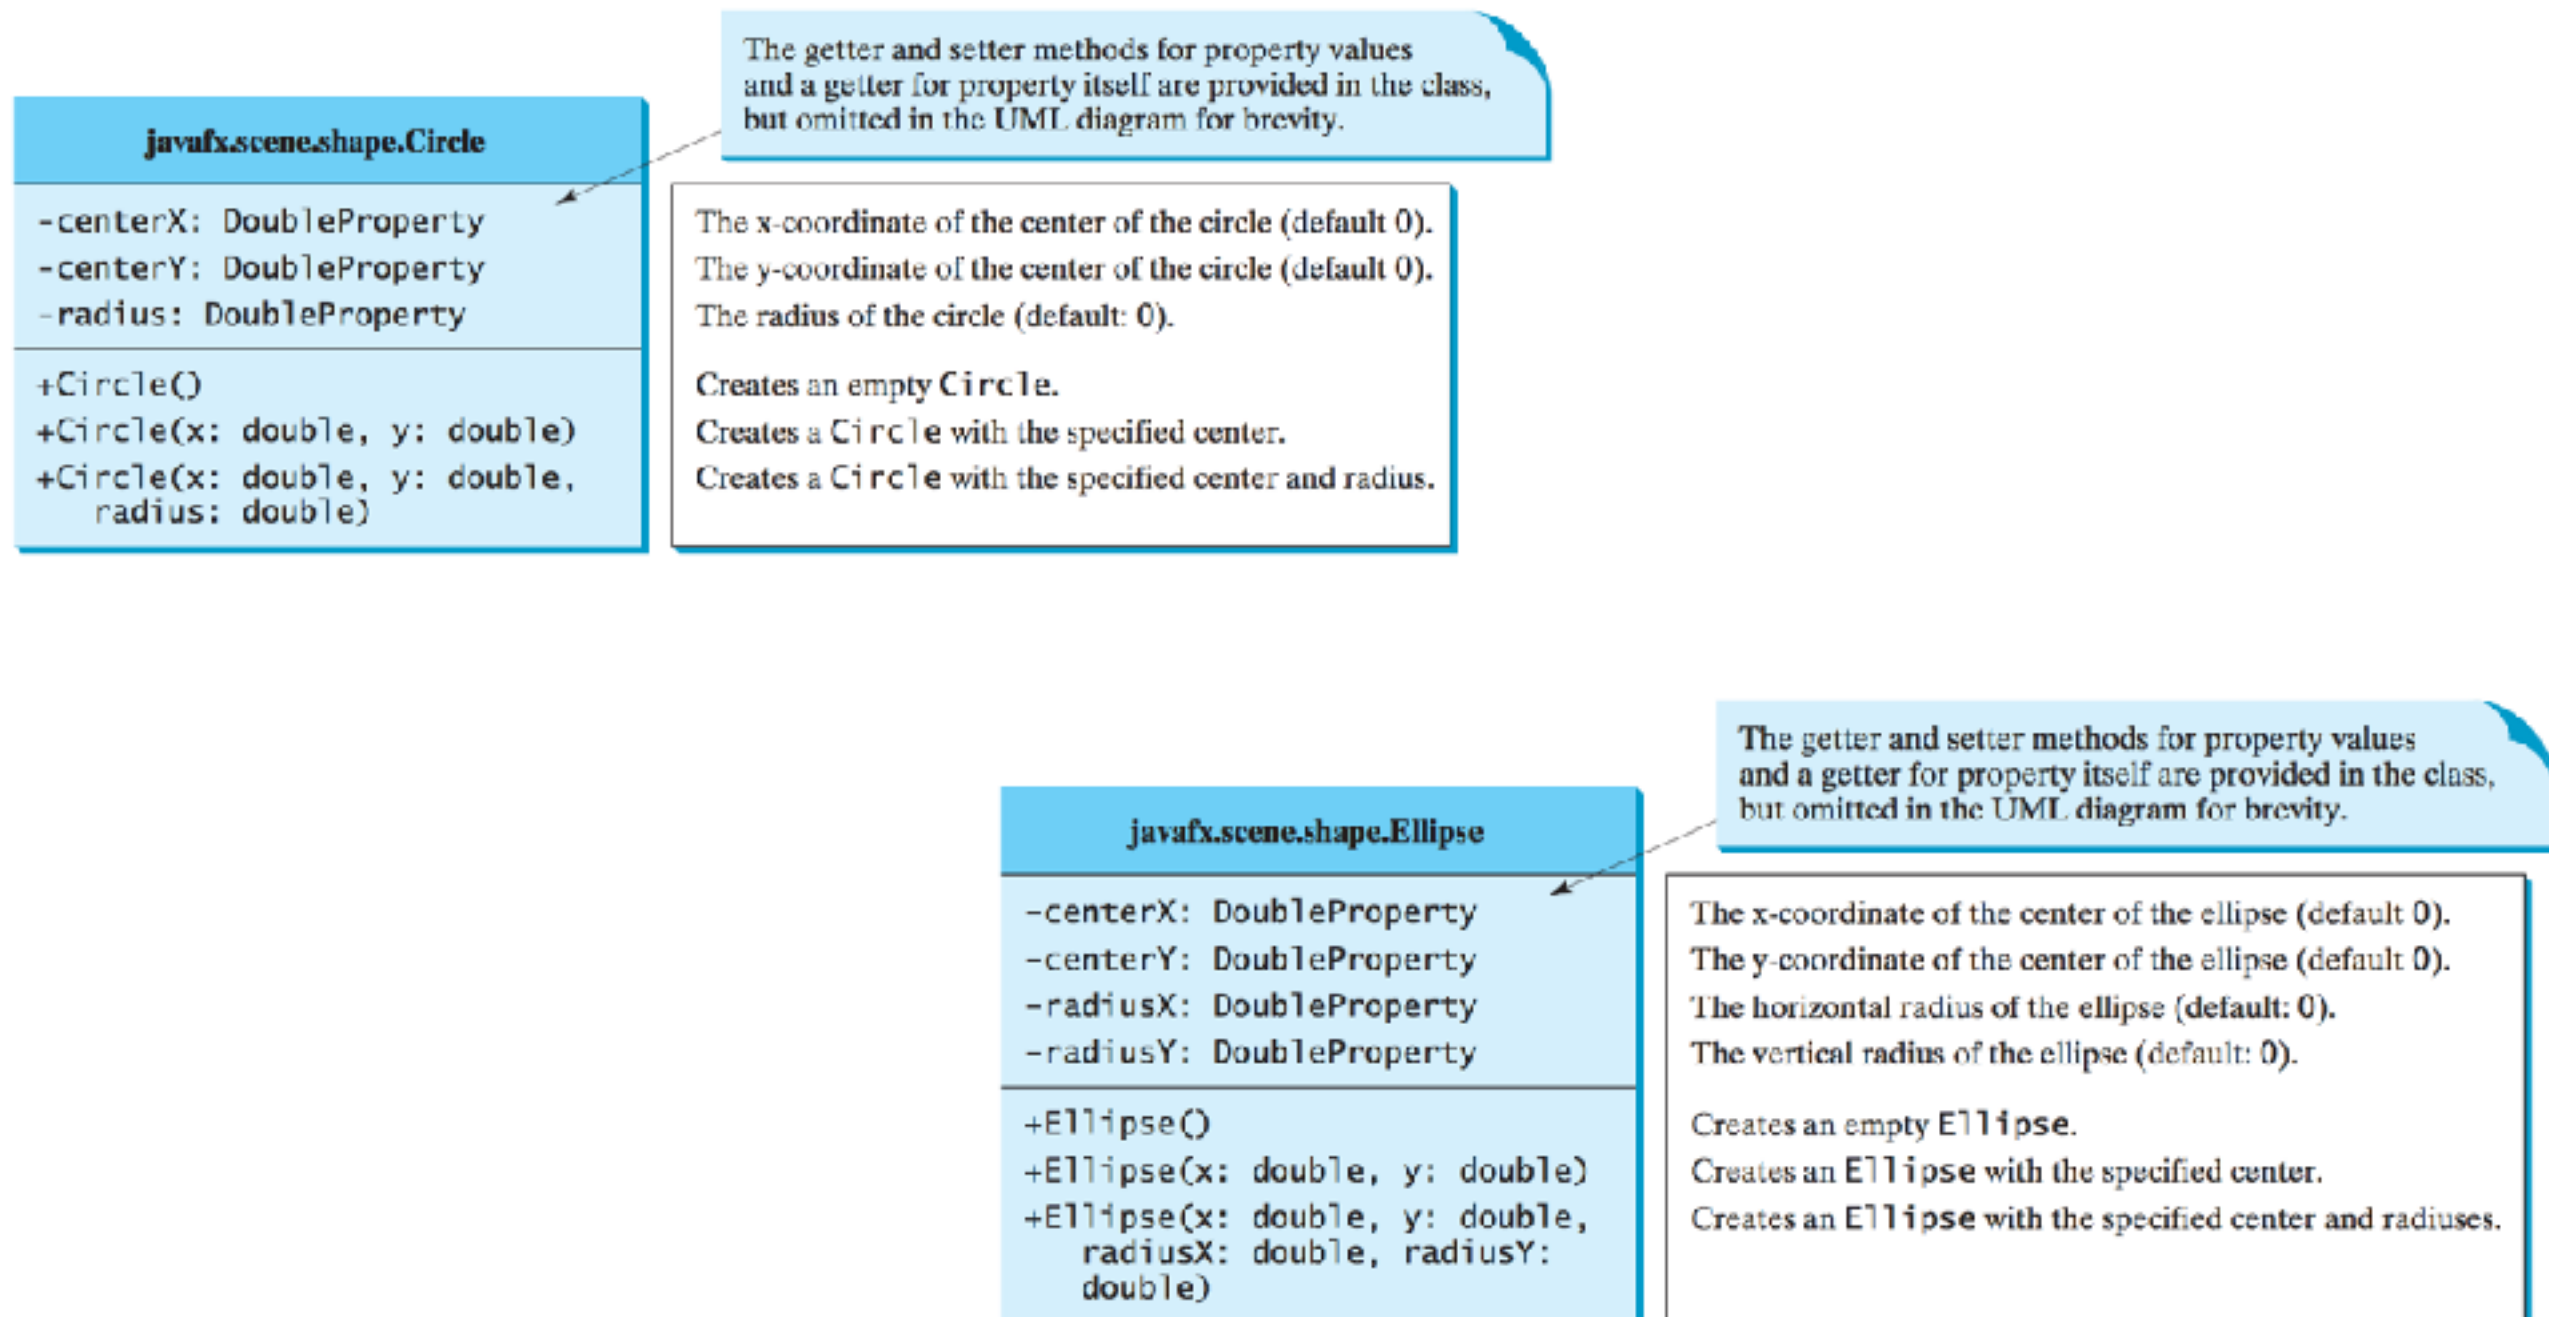 The getter and setter methods for property values
and a getter for property itself are provided in the class,
but omitted in the UML diagram for brevity.
javafx.scene.shape.Circle
-centerX: DoubleProperty
-centerY: DoubleProperty
-radius: DoubleProperty
The x-coordinate of the center of the circle (default 0).
The y-coordinate of the center of the circle (default 0).
The radius of the circle (default: 0).
+Circle()
+Circle(x: double, y: double)
+Circle(x: double, y: double,
radius: double)
Creates an empty Circle.
Creates a Circle with the specified center.
Creates a Circle with the specified center and radius.
The getter and setter methods for property values
and a getter for property itself are provided in the class,
but omitted in the UML diagram for brevity.
javafx.scene.shape.Ellipse
-centerX: DoubleProperty
-centerY: DoubleProperty
-radiusX: DoubleProperty
-radiusY: DoubleProperty
The x-coordinate of the center of the ellipse (default 0).
The y-coordinate of the center of the ellipse (default 0).
The horizontal radius of the ellipse (default: 0).
The vertical radius of the ellipse (default: 0).
+Ellipse()
+Ellipse(x: double, y: double)
+Ellipse(x: double, y: double,
radiusX: double, radiusY:
double)
Creates an empty Ellipse.
Creates an Ellipse with the specified center.
Creates an Ellipse with the specified center and radiuses.